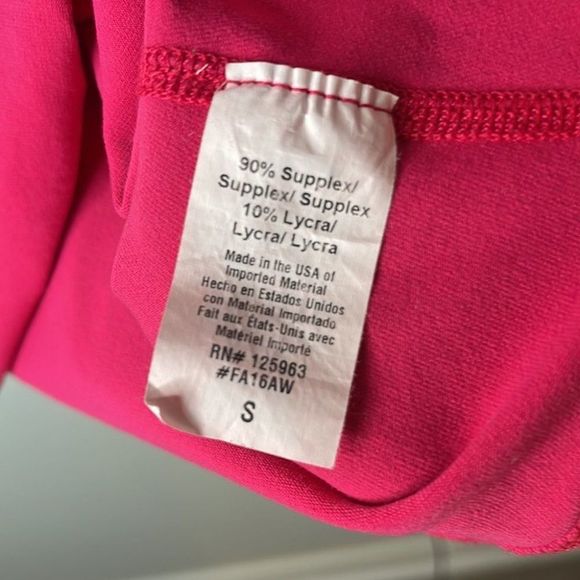 90% Supplex/
Supplex/ Supplex
10% Lycra/
Lycra/ Lycra
Made in the USA of
Imported Material
Hecho en Estados Unidos
con Material Importado
Fait aux États-Unis avec
Matériel Importé
RN# 125963
#FA16AW
S